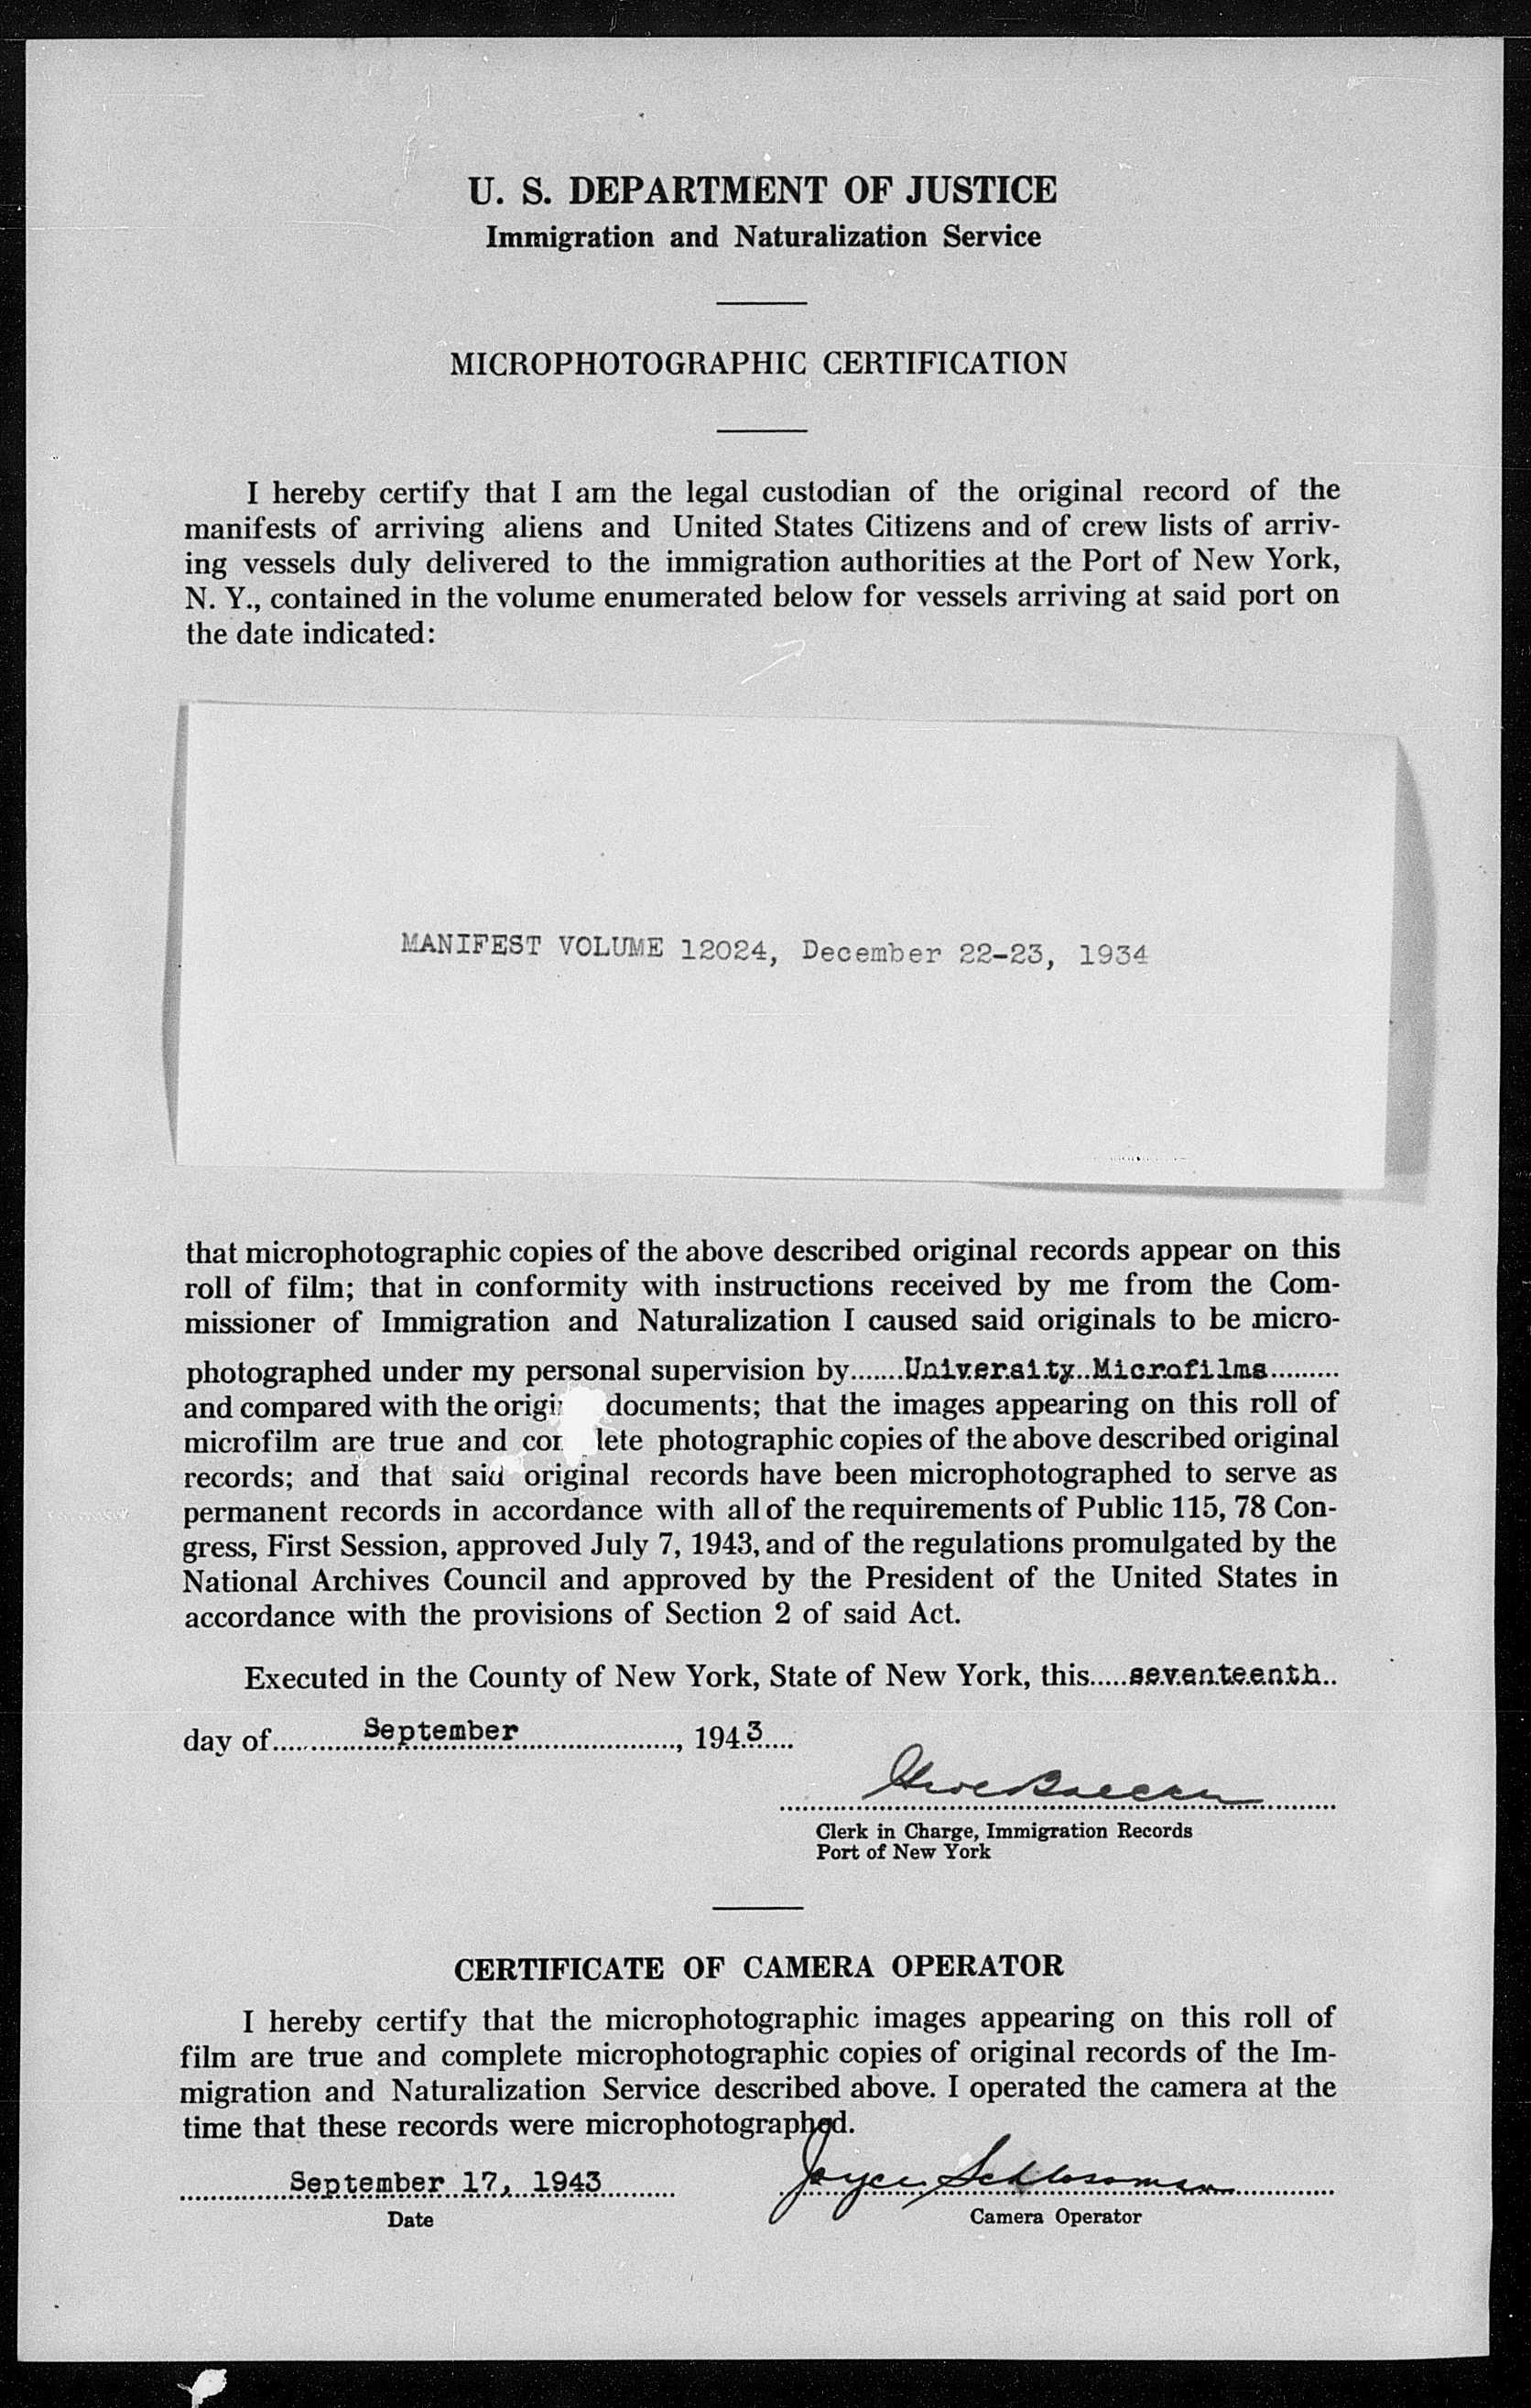 U. S. DEPARTMENT OF JUSTICE
Immigration and Naturalization Service
MICROPHOTOGRAPHIC CERTIFICATION
I hereby certify that I am the legal custodian of the original record of the
manifests of arriving aliens and United States Citizens and of crew lists of arriv-
ing vessels duly delivered to the immigration authorities at the Port of New York,
N. Y., contained in the volume enumerated below for vessels arriving at said port on
the date indicated:
MANIFEST VOLUME 12024, December 22-23, 1934
that microphotographic copies of the above described original records appear on this
roll of film; that in conformity with instructions received by me from the Com-
missioner of Immigration and Naturalization I caused said originals to be micro-
photographed under my personal supervision by University Microfilms
and compared with the origi documents; that the images appearing on this roll of
microfilm are true and co lete photographic copies of the above described original
records; and that said original records have been microphotographed to serve as
permanent records in accordance with all of the requirements of Public 115, 78 Con-
gress, First Session, approved July 7, 1943, and of the regulations promulgated by the
National Archives Council and approved by the President of the United States in
accordance with the provisions of Section 2 of said Act.
Executed in the County of New York, State of New York, this seventeenth
day of September, 1943
Clerk in Charge, Immigration Records
Port of New York
CERTIFICATE OF CAMERA OPERATOR
I hereby certify that the microphotographic images appearing on this roll of
film are true and complete microphotographic copies of original records of the Im-
migration and Naturalization Service described above. I operated the camera at the
time that these records were microphotographed.
September 17, 1943 Joyce Schlossman
Date Camera Operator